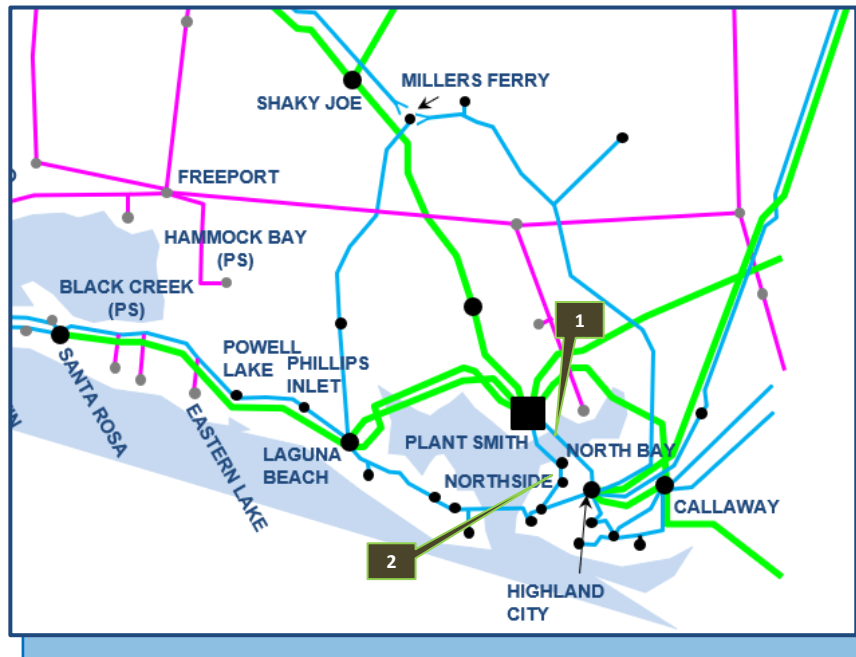 MILLERS FERRY
SHAKY JOE
FREEPORT
HAMMOCK BAY
(PS)
BLACK CREEK
(PS)
1
POWELL
LAKE
PHILLIPS
INLET
SANTA ROSA
EASTERN LAKE
PLANT SMITH
NORTH BAY
LAGUNA
BEACH
NORTHSIDE
CALLAWAY
2
HIGHLAND
CITY